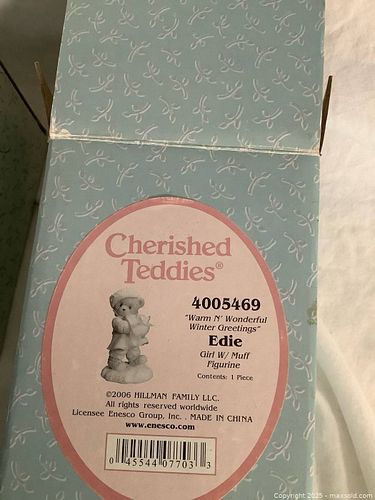 Cherished
Teddies®
4005469
"Warm N' Wonderful
Winter Greetings"
Edie
Girl W/ Muff
Figurine
Contents: 1 Piece
©2006 HILLMAN FAMILY LLC.
All rights reserved worldwide
Licensee Enesco Group, Inc. . MADE IN CHINA
www.enesco.com
0 45544 07703 3
Copyright 2025 - maxsold.com